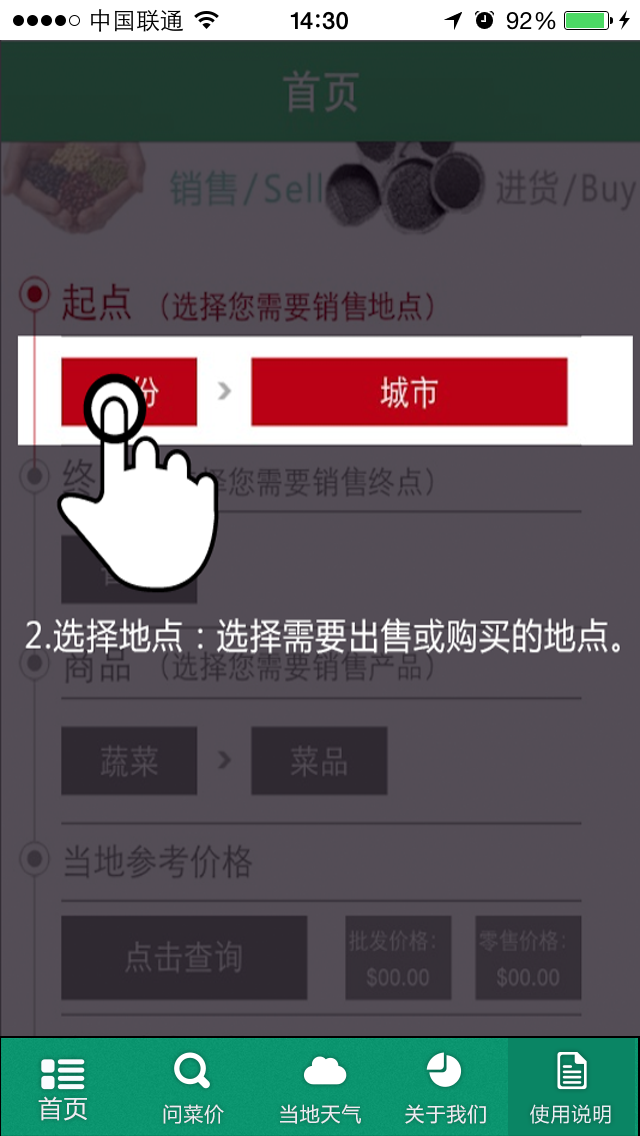 中国联通 14:30 92%
首页
销售/Sell 进货/Buy
起点 （选择您需要销售地点）
份 城市
终 您需要销售终点）
2.选择地点：选择需要出售或购买的地点。
商品 （选择您需要销售产品）
蔬菜 菜品
当地参考价格
点击查询
批发价格：
$00.00
零售价格：
$00.00
首页 问菜价 当地天气 关于我们 使用说明